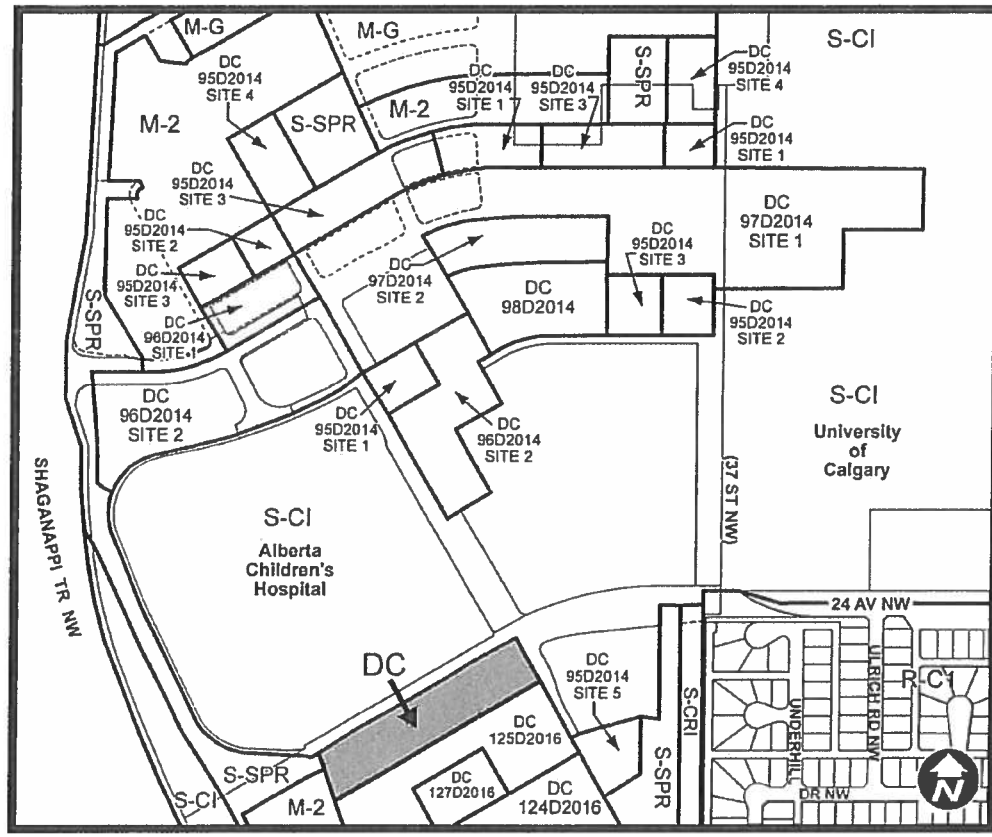 M-G
M-G
S-CI
DC
95D2014
SITE 4
S-SPR
M-2
M-2
DC
95D2014
SITE 1
DC
95D2014
SITE 3
S-SPR
DC
95D2014
SITE 4
DC
95D2014
SITE 1
DC
95D2014
SITE 3
DC
95D2014
SITE 2
DC
95D2014
SITE 3
DC
96D2014
SITE 1
S-SPR
DC
97D2014
SITE 2
DC
98D2014
DC
95D2014
SITE 3
DC
97D2014
SITE 1
DC
95D2014
SITE 2
DC
96D2014
SITE 2
DC
95D2014
SITE 1
DC
96D2014
SITE 2
S-CI
University
of
Calgary
(37 ST NW)
SHAGANAPPI TR NW
S-CI
Alberta
Children's
Hospital
24 AV NW
DC
DC
95D2014
SITE 5
S-CRI
UNDERHILL
DR NW
ULRICH RD NW
R-C1
S-SPR
S-SPR
S-CI
M-2
DC
125D2016
DC
127D2016
DC
124D2016
N